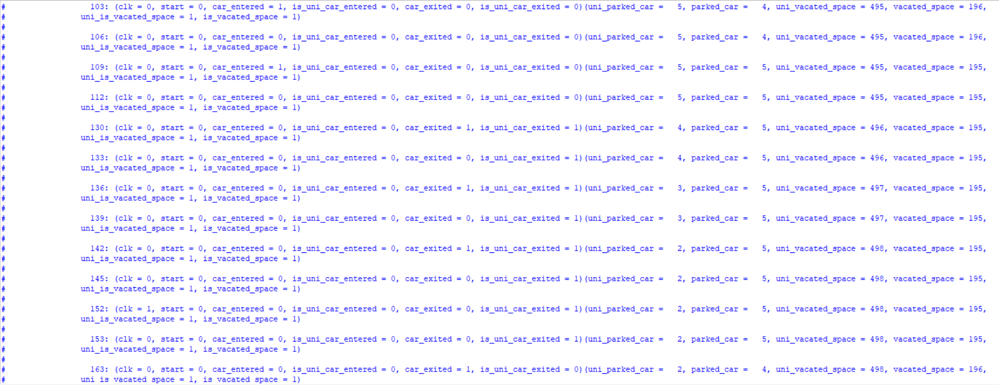 #                  103: (clk = 0, start = 0, car_entered = 1, is_uni_car_entered = 0, car_exited = 0, is_uni_car_exited = 0)(uni_parked_car =   5, parked_car =   4, uni_vacated_space = 495, vacated_space = 196,
#                uni_is_vacated_space = 1, is_vacated_space = 1)
#
#                  106: (clk = 0, start = 0, car_entered = 0, is_uni_car_entered = 0, car_exited = 0, is_uni_car_exited = 0)(uni_parked_car =   5, parked_car =   4, uni_vacated_space = 495, vacated_space = 196,
#                uni_is_vacated_space = 1, is_vacated_space = 1)
#
#                  109: (clk = 0, start = 0, car_entered = 1, is_uni_car_entered = 0, car_exited = 0, is_uni_car_exited = 0)(uni_parked_car =   5, parked_car =   5, uni_vacated_space = 495, vacated_space = 195,
#                uni_is_vacated_space = 1, is_vacated_space = 1)
#
#                  112: (clk = 0, start = 0, car_entered = 0, is_uni_car_entered = 0, car_exited = 0, is_uni_car_exited = 0)(uni_parked_car =   5, parked_car =   5, uni_vacated_space = 495, vacated_space = 195,
#                uni_is_vacated_space = 1, is_vacated_space = 1)
#
#                  130: (clk = 0, start = 0, car_entered = 0, is_uni_car_entered = 0, car_exited = 1, is_uni_car_exited = 1)(uni_parked_car =   4, parked_car =   5, uni_vacated_space = 496, vacated_space = 195,
#                uni_is_vacated_space = 1, is_vacated_space = 1)
#
#                  133: (clk = 0, start = 0, car_entered = 0, is_uni_car_entered = 0, car_exited = 0, is_uni_car_exited = 1)(uni_parked_car =   4, parked_car =   5, uni_vacated_space = 496, vacated_space = 195,
#                uni_is_vacated_space = 1, is_vacated_space = 1)
#
#                  136: (clk = 0, start = 0, car_entered = 0, is_uni_car_entered = 0, car_exited = 1, is_uni_car_exited = 1)(uni_parked_car =   3, parked_car =   5, uni_vacated_space = 497, vacated_space = 195,
#                uni_is_vacated_space = 1, is_vacated_space = 1)
#
#                  139: (clk = 0, start = 0, car_entered = 0, is_uni_car_entered = 0, car_exited = 0, is_uni_car_exited = 1)(uni_parked_car =   3, parked_car =   5, uni_vacated_space = 497, vacated_space = 195,
#                uni_is_vacated_space = 1, is_vacated_space = 1)
#
#                  142: (clk = 0, start = 0, car_entered = 0, is_uni_car_entered = 0, car_exited = 1, is_uni_car_exited = 1)(uni_parked_car =   2, parked_car =   5, uni_vacated_space = 498, vacated_space = 195,
#                uni_is_vacated_space = 1, is_vacated_space = 1)
#
#                  145: (clk = 0, start = 0, car_entered = 0, is_uni_car_entered = 0, car_exited = 0, is_uni_car_exited = 1)(uni_parked_car =   2, parked_car =   5, uni_vacated_space = 498, vacated_space = 195,
#                uni_is_vacated_space = 1, is_vacated_space = 1)
#
#                  152: (clk = 1, start = 0, car_entered = 0, is_uni_car_entered = 0, car_exited = 0, is_uni_car_exited = 1)(uni_parked_car =   2, parked_car =   5, uni_vacated_space = 498, vacated_space = 195,
#                uni_is_vacated_space = 1, is_vacated_space = 1)
#
#                  153: (clk = 0, start = 0, car_entered = 0, is_uni_car_entered = 0, car_exited = 0, is_uni_car_exited = 1)(uni_parked_car =   2, parked_car =   5, uni_vacated_space = 498, vacated_space = 195,
#                uni_is_vacated_space = 1, is_vacated_space = 1)
#
#                  163: (clk = 0, start = 0, car_entered = 0, is_uni_car_entered = 0, car_exited = 1, is_uni_car_exited = 0)(uni_parked_car =   2, parked_car =   4, uni_vacated_space = 498, vacated_space = 196,
#                uni_is_vacated_space = 1, is_vacated_space = 1)